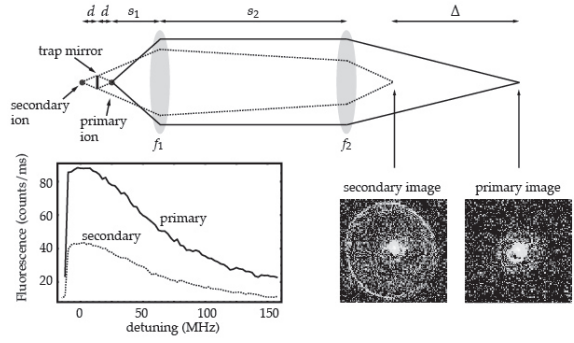 d d s1 s2 Δ
trap mirror
secondary
ion
primary
ion
f1 f2
secondary image primary image
Fluorescence (counts/ms)
80
60
40
20
primary
secondary
0 50 100 150
detuning (MHz)